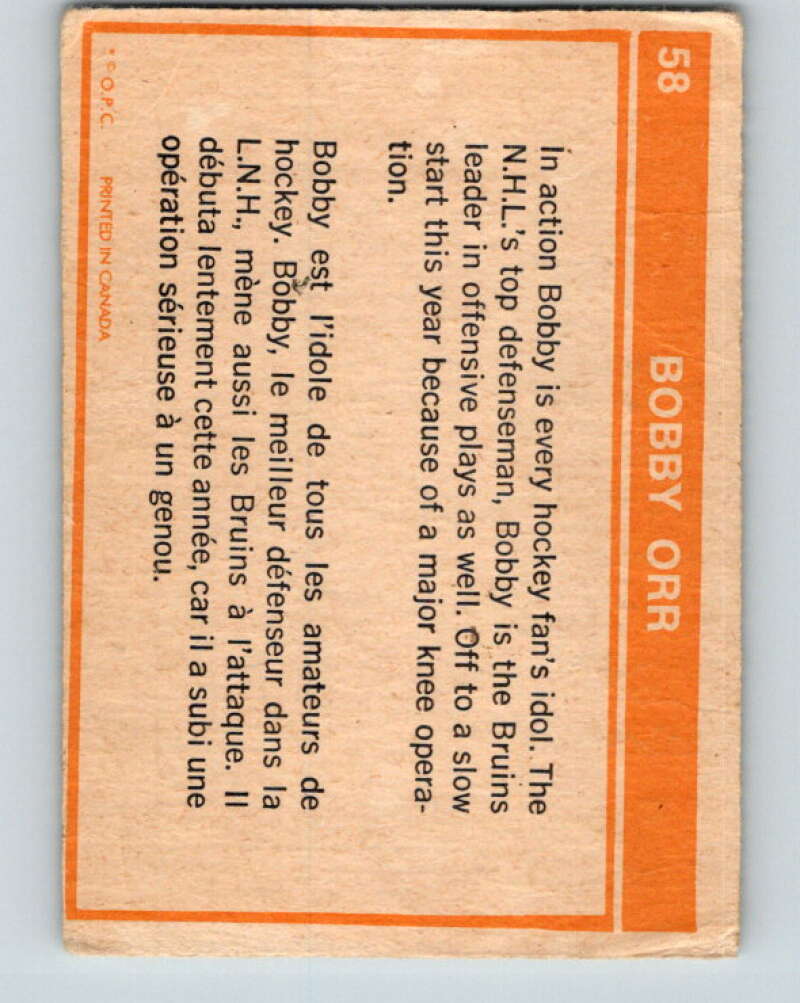 58
BOBBY ORR
In action Bobby is every hockey fan's idol. The
N.H.L.'s top defenseman, Bobby is the Bruins
leader in offensive plays as well. Off to a slow
start this year because of a major knee opera-
tion.
Bobby est l'idole de tous les amateurs de
hockey. Bobby, le meilleur défenseur dans la
L.N.H., mène aussi les Bruins à l'attaque. Il
débuta lentement cette année, car il a subi une
opération sérieuse à un genou.
* © O.P.C. PRINTED IN CANADA